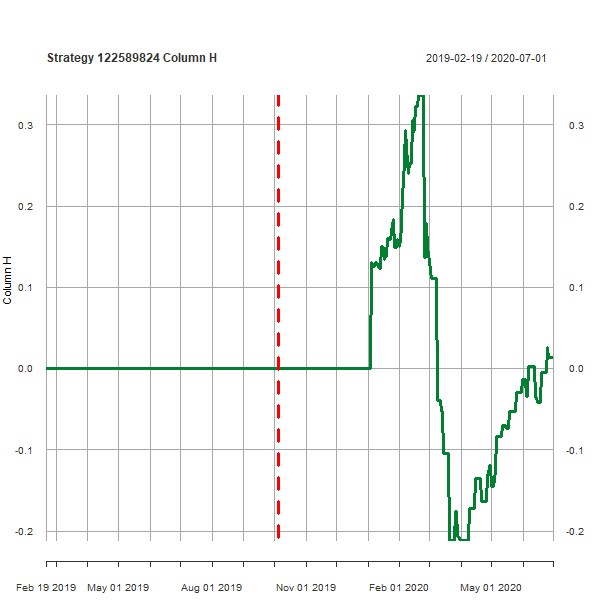 Strategy 122589824 Column H 2019-02-19 / 2020-07-01
0.3 0.3
0.2 0.2
0.1 0.1
Column H
0.0 0.0
-0.1 -0.1
-0.2 -0.2
Feb 19 2019 May 01 2019 Aug 01 2019 Nov 01 2019 Feb 01 2020 May 01 2020